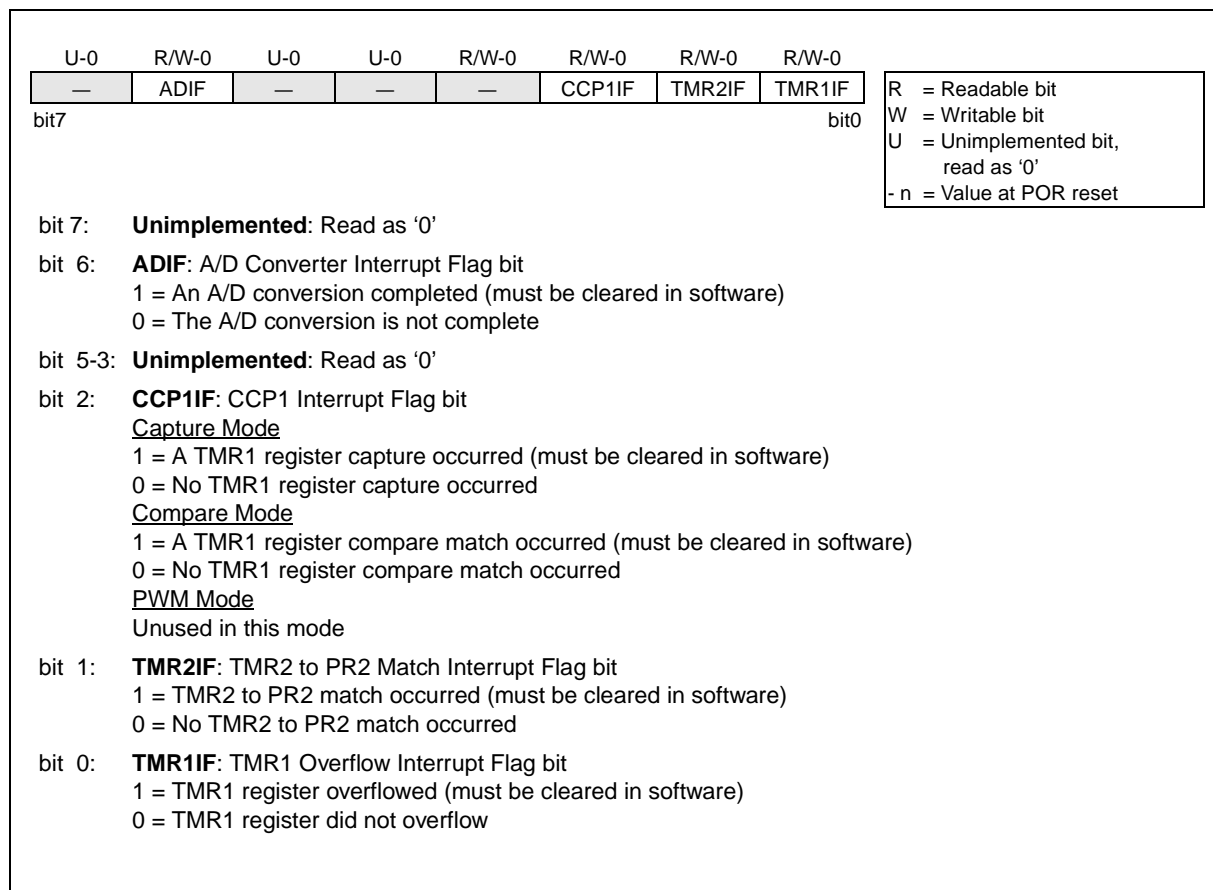 U-0 R/W-0 U-0 U-0 R/W-0 R/W-0 R/W-0 R/W-0
— ADIF — — — CCP1IF TMR2IF TMR1IF
bit7 bit0
R = Readable bit
W = Writable bit
U = Unimplemented bit,
read as ‘0’
- n = Value at POR reset
bit 7: Unimplemented: Read as ‘0’
bit 6: ADIF: A/D Converter Interrupt Flag bit
1 = An A/D conversion completed (must be cleared in software)
0 = The A/D conversion is not complete
bit 5-3: Unimplemented: Read as ‘0’
bit 2: CCP1IF: CCP1 Interrupt Flag bit
Capture Mode
1 = A TMR1 register capture occurred (must be cleared in software)
0 = No TMR1 register capture occurred
Compare Mode
1 = A TMR1 register compare match occurred (must be cleared in software)
0 = No TMR1 register compare match occurred
PWM Mode
Unused in this mode
bit 1: TMR2IF: TMR2 to PR2 Match Interrupt Flag bit
1 = TMR2 to PR2 match occurred (must be cleared in software)
0 = No TMR2 to PR2 match occurred
bit 0: TMR1IF: TMR1 Overflow Interrupt Flag bit
1 = TMR1 register overflowed (must be cleared in software)
0 = TMR1 register did not overflow